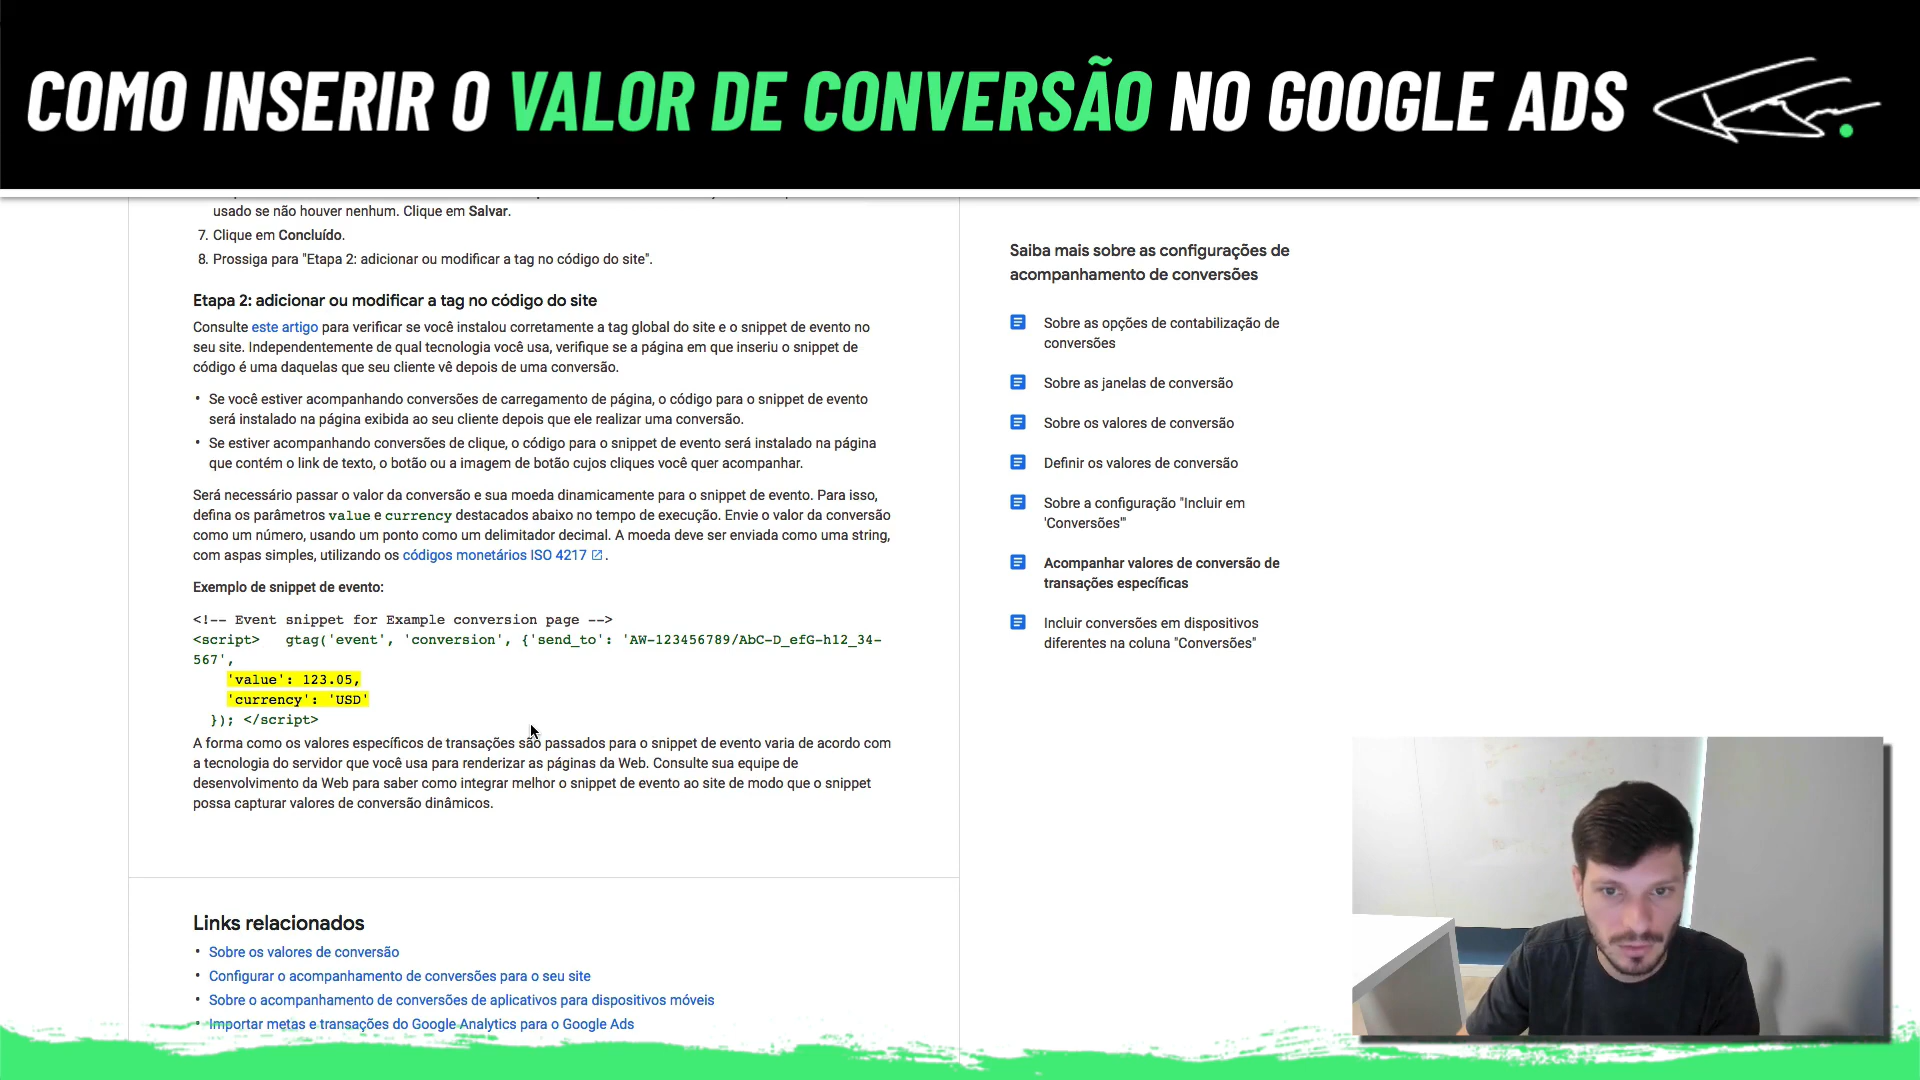 COMO INSERIR O VALOR DE CONVERSÃO NO GOOGLE ADS
usado se não houver nenhum. Clique em Salvar.
7. Clique em Concluído.
8. Prossiga para "Etapa 2: adicionar ou modificar a tag no código do site".
Etapa 2: adicionar ou modificar a tag no código do site
Consulte este artigo para verificar se você instalou corretamente a tag global do site e o snippet de evento no
seu site. Independentemente de qual tecnologia você usa, verifique se a página em que inseriu o snippet de
código é uma daquelas que seu cliente vê depois de uma conversão.
• Se você estiver acompanhando conversões de carregamento de página, o código para o snippet de evento
será instalado na página exibida ao seu cliente depois que ele realizar uma conversão.
• Se estiver acompanhando conversões de clique, o código para o snippet de evento será instalado na página
que contém o link de texto, o botão ou a imagem de botão cujos cliques você quer acompanhar.
Será necessário passar o valor da conversão e sua moeda dinamicamente para o snippet de evento. Para isso,
defina os parâmetros value e currency destacados abaixo no tempo de execução. Envie o valor da conversão
como um número, usando um ponto como um delimitador decimal. A moeda deve ser enviada como uma string,
com aspas simples, utilizando os códigos monetários ISO 4217.
Exemplo de snippet de evento:
<!-- Event snippet for Example conversion page -->
<script> gtag('event', 'conversion', {'send_to': 'AW-123456789/AbC-D_efG-h12_34-
567',
'value': 123.05,
'currency': 'USD'
}); </script>
A forma como os valores específicos de transações são passados para o snippet de evento varia de acordo com
a tecnologia do servidor que você usa para renderizar as páginas da Web. Consulte sua equipe de
desenvolvimento da Web para saber como integrar melhor o snippet de evento ao site de modo que o snippet
possa capturar valores de conversão dinâmicos.
Links relacionados
• Sobre os valores de conversão
• Configurar o acompanhamento de conversões para o seu site
• Sobre o acompanhamento de conversões de aplicativos para dispositivos móveis
• Importar metas e transações do Google Analytics para o Google Ads
Saiba mais sobre as configurações de
acompanhamento de conversões
Sobre as opções de contabilização de
conversões
Sobre as janelas de conversão
Sobre os valores de conversão
Definir os valores de conversão
Sobre a configuração "Incluir em
'Conversões'"
Acompanhar valores de conversão de
transações específicas
Incluir conversões em dispositivos
diferentes na coluna "Conversões"